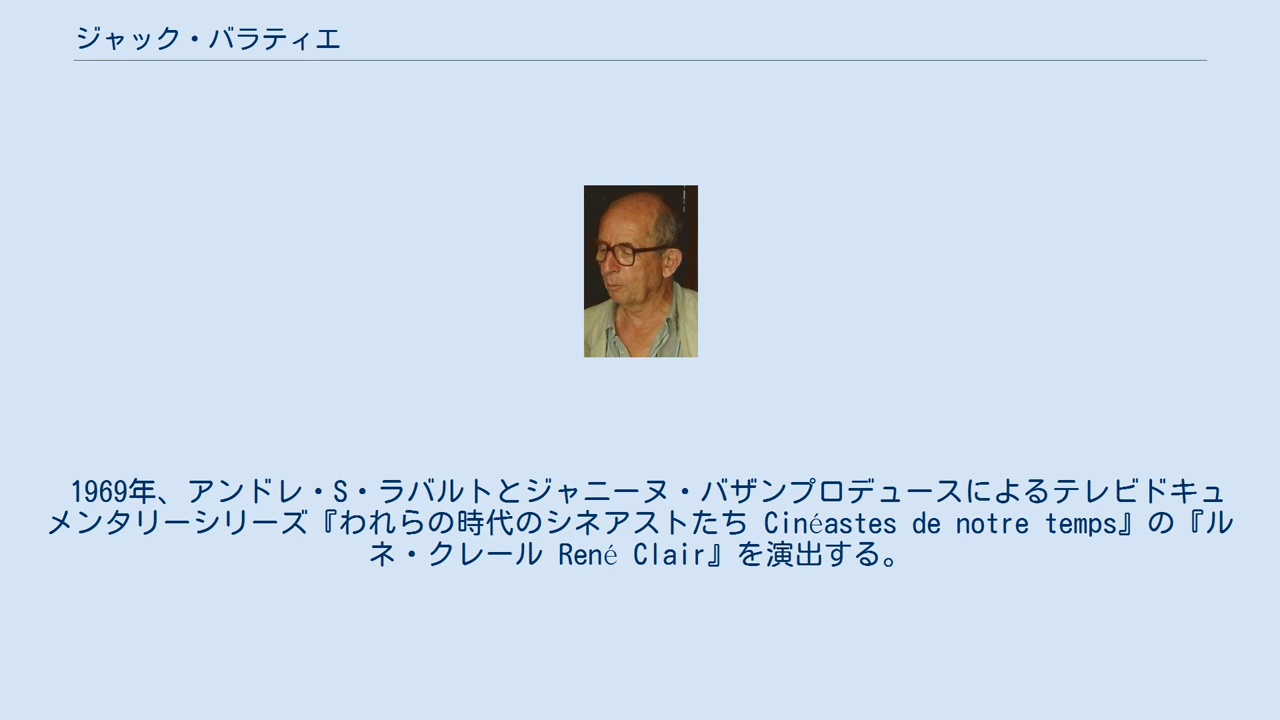 ジャック・バラティエ
1969年、アンドレ・S・ラバルトとジャニーヌ・バザンプロデュースによるテレビドキュ
メンタリーシリーズ『われらの時代のシネアストたち Cinéastes de notre temps』の『ル
ネ・クレール René Clair』を演出する。